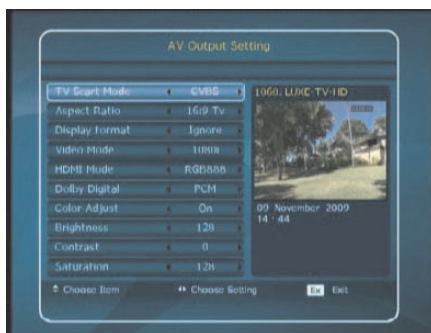 AV Output Setting
TV Scart Mode CVBS
Aspect Ratio 16:9 Tv
Display format Ignore
Video Mode 1080i
HDMI Mode RGB888
Dolby Digital PCM
Color Adjust On
Brightness 128
Contrast 0
Saturation 128
1060. LUXE-TV-HD
09 November 2009
14 : 44
Choose Item
Choose Setting
Ex Exit